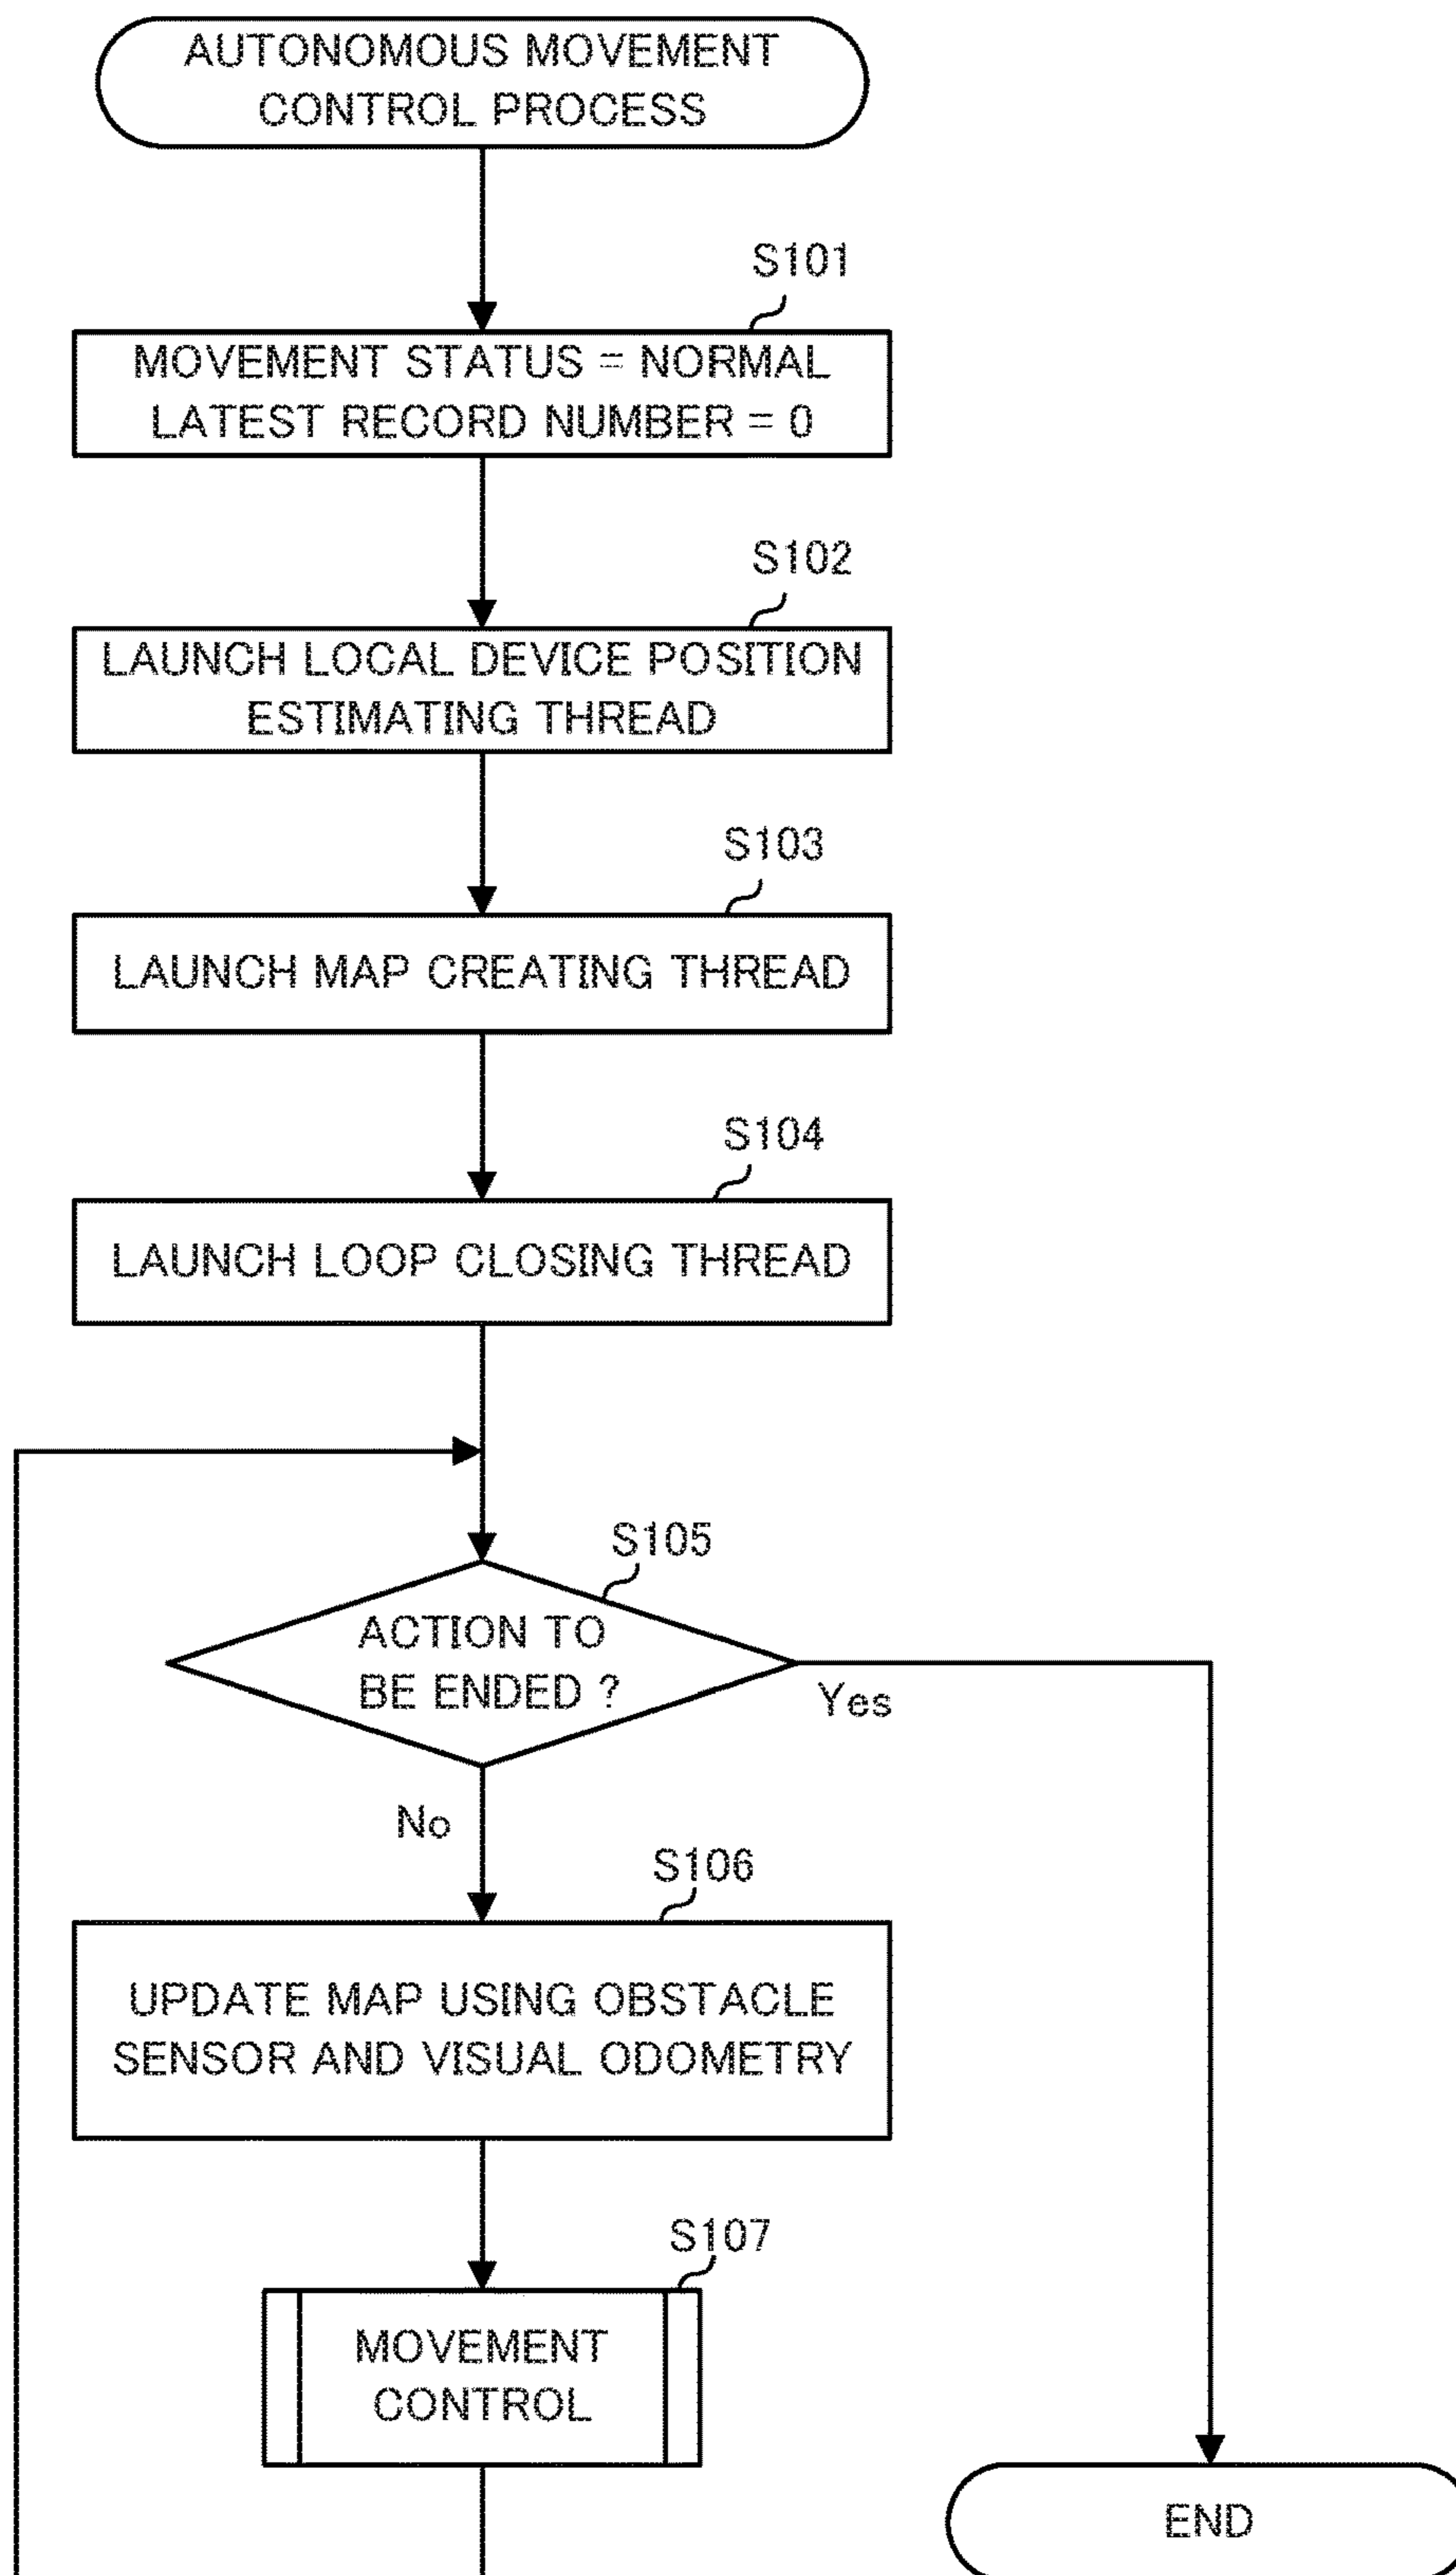 AUTONOMOUS MOVEMENT
CONTROL PROCESS
S101
MOVEMENT STATUS = NORMAL
LATEST RECORD NUMBER = 0
S102
LAUNCH LOCAL DEVICE POSITION
ESTIMATING THREAD
S103
LAUNCH MAP CREATING THREAD
S104
LAUNCH LOOP CLOSING THREAD
S105
ACTION TO
BE ENDED ?
Yes
No
S106
UPDATE MAP USING OBSTACLE
SENSOR AND VISUAL ODOMETRY
S107
MOVEMENT
CONTROL
END